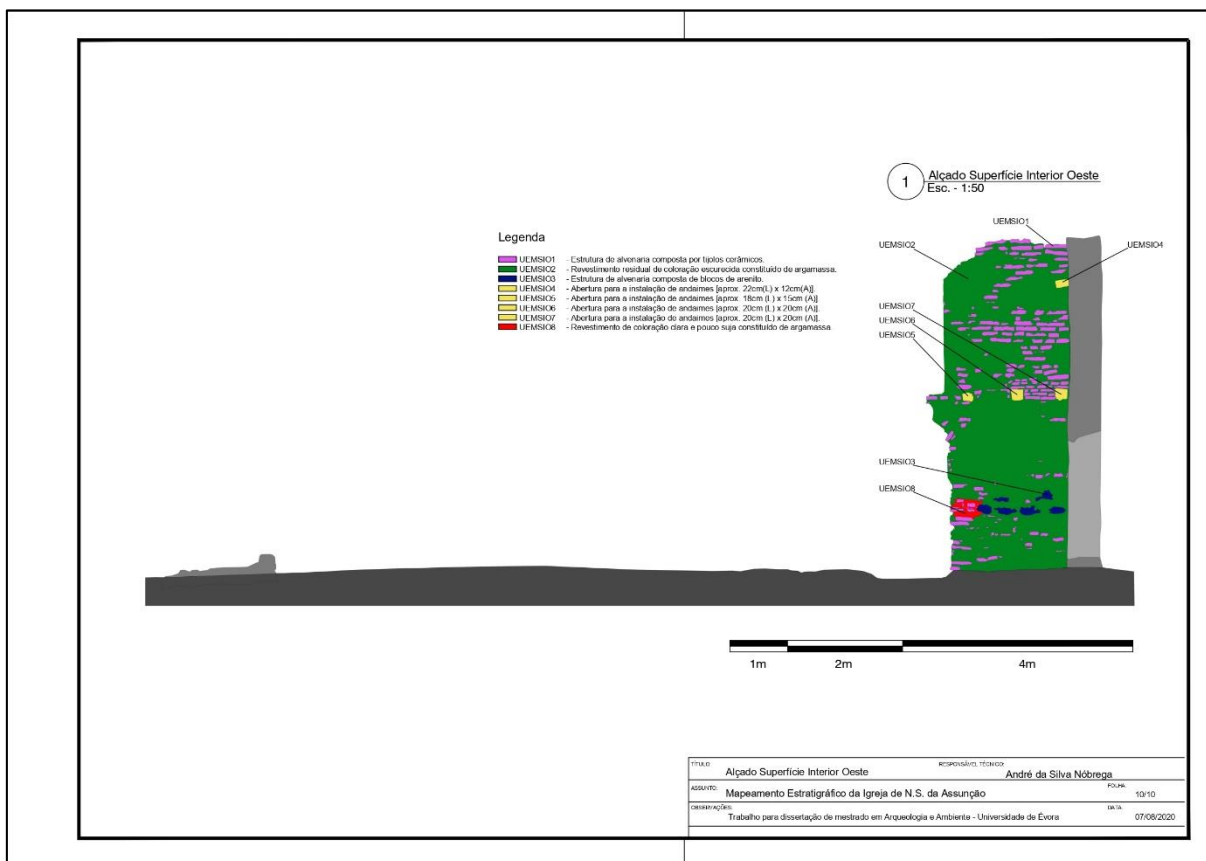 1
Alçado Superfície Interior Oeste
Esc. - 1:50
UEMSIO1
UEMSIO2
UEMSIO4
UEMSIO7
UEMSIO6
UEMSIO5
UEMSIO3
UEMSIO8
Legenda
UEMSIO1 - Estrutura de alvenaria composta por tijolos cerâmicos.
UEMSIO2 - Revestimento residual de coloração escurecida constituído de argamassa.
UEMSIO3 - Estrutura de alvenaria composta de blocos de arenito.
UEMSIO4 - Abertura para a instalação de andaimes [aprox. 22cm(L) x 12cm(A)].
UEMSIO5 - Abertura para a instalação de andaimes [aprox. 18cm (L) x 15cm (A)]
UEMSIO6 - Abertura para a instalação de andaimes [aprox. 20cm (L) x 20cm (A)].
UEMSIO7 - Abertura para a instalação de andaimes [aprox. 20cm (L) x 20cm (A)].
UEMSIO8 - Revestimento de coloração clara e pouco suja constituído de argamassa
1m 2m 4m
TÍTULO: Alçado Superfície Interior Oeste RESPONSÁVEL TÉCNICO: André da Silva Nóbrega
ASSUNTO: Mapeamento Estratigráfico da Igreja de N.S. da Assunção FOLHA: 10/10
OBSERVAÇÕES: Trabalho para dissertação de mestrado em Arqueologia e Ambiente - Universidade de Évora DATA: 07/08/2020